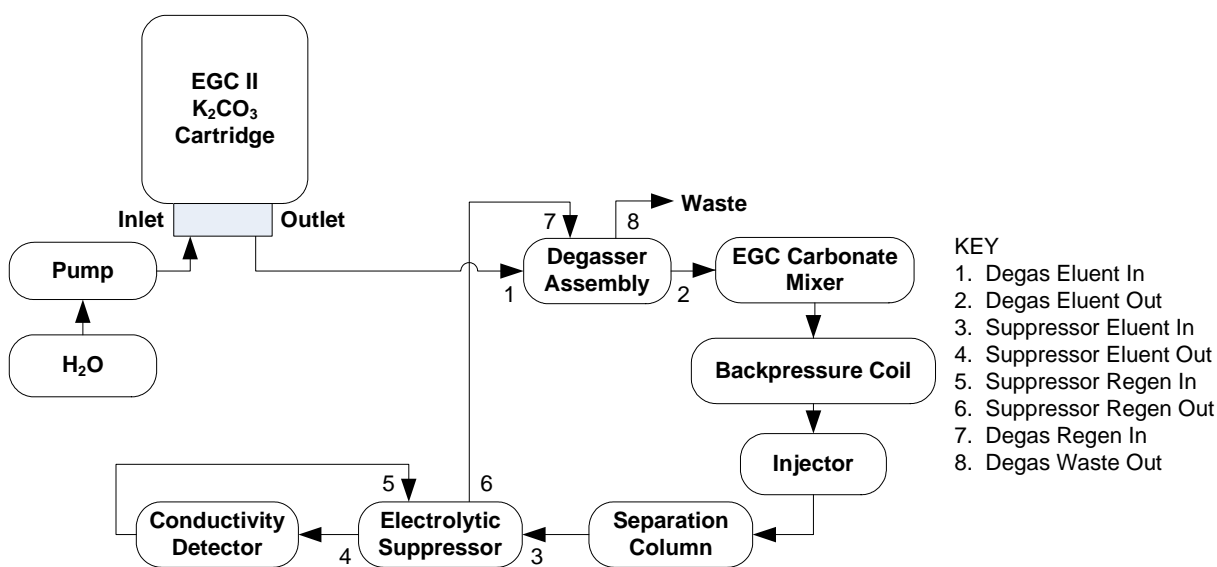 EGC II
K₂CO₃
Cartridge
Inlet
Outlet
Pump
H₂O
7
8
Waste
Degasser
Assembly
1
2
EGC Carbonate
Mixer
Backpressure Coil
Injector
Separation
Column
3
Electrolytic
Suppressor
5
6
4
Conductivity
Detector
KEY
1. Degas Eluent In
2. Degas Eluent Out
3. Suppressor Eluent In
4. Suppressor Eluent Out
5. Suppressor Regen In
6. Suppressor Regen Out
7. Degas Regen In
8. Degas Waste Out